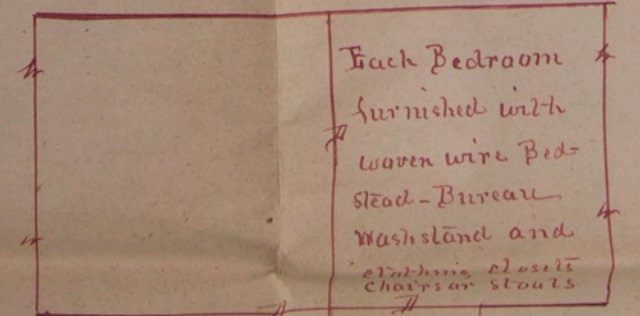 Each Bedroom
furnished with
woven wire Bed-
stead - Bureau
Washstand and
clothing closets
chairs or stools